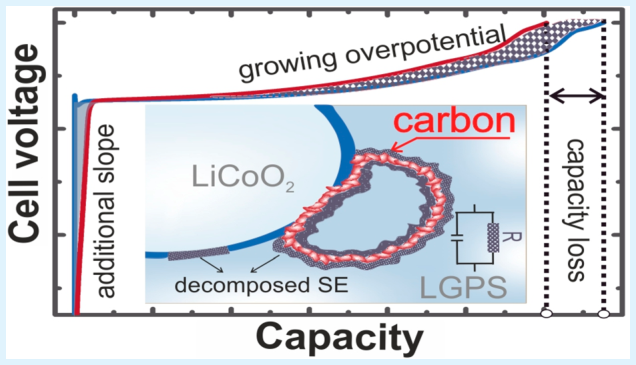 Cell voltage
growing overpotential
additional slope
carbon
LiCoO₂
decomposed SE
R
LGPS
capacity loss
Capacity